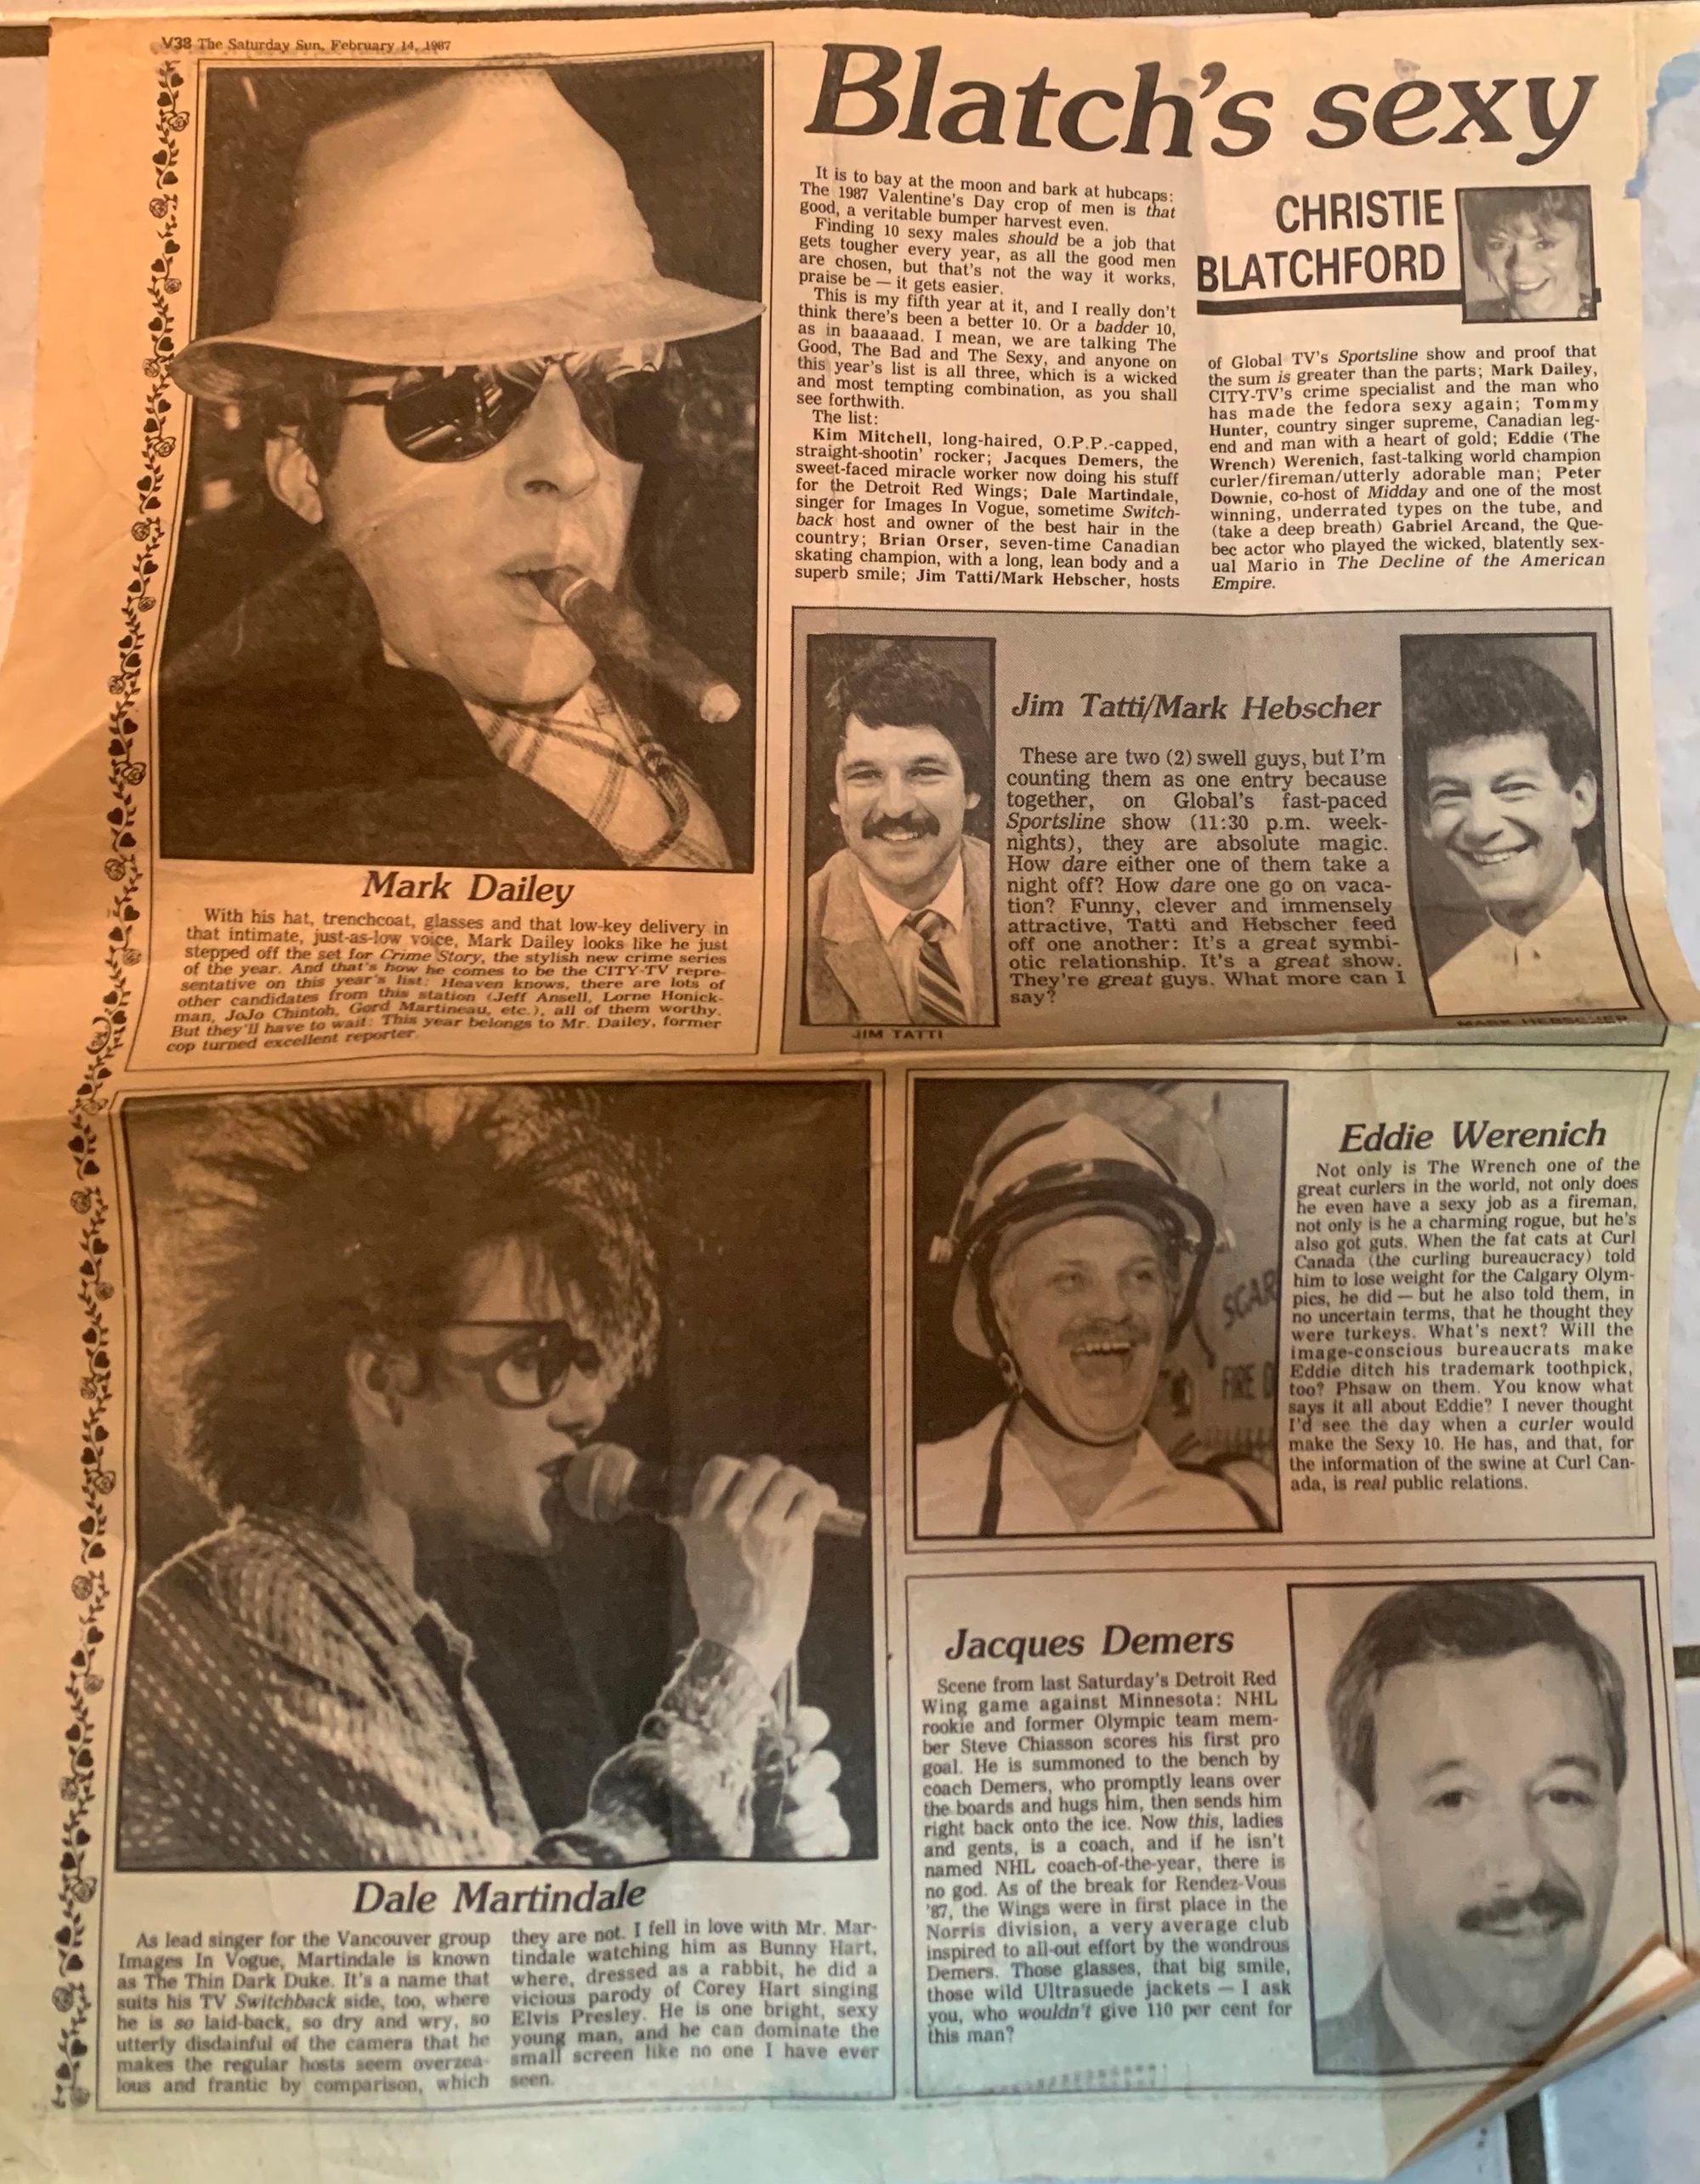 V38 The Saturday Sun, February 14, 1987
Blatch's sexy
CHRISTIE
BLATCHFORD
It is to bay at the moon and bark at hubcaps:
The 1987 Valentine's Day crop of men is that
good, a veritable bumper harvest even.
Finding 10 sexy males should be a job that
gets tougher every year, as all the good men
are chosen, but that's not the way it works,
praise be — it gets easier.
This is my fifth year at it, and I really don't
think there's been a better 10. Or a badder 10,
as in baaaaad. I mean, we are talking The
Good, The Bad and The Sexy, and anyone on
this year's list is all three, which is a wicked
and most tempting combination, as you shall
see forthwith.
The list:
Kim Mitchell, long-haired, O.P.P.-capped,
straight-shootin' rocker; Jacques Demers, the
sweet-faced miracle worker now doing his stuff
for the Detroit Red Wings; Dale Martindale,
singer for Images In Vogue, sometime Switch-
back host and owner of the best hair in the
country; Brian Orser, seven-time Canadian
skating champion, with a long, lean body and a
superb smile; Jim Tatti/Mark Hebscher, hosts
of Global TV's Sportsline show and proof that
the sum is greater than the parts; Mark Dailey,
CITY-TV's crime specialist and the man who
has made the fedora sexy again; Tommy
Hunter, country singer supreme, Canadian leg-
end and man with a heart of gold; Eddie (The
Wrench) Werenich, fast-talking world champion
curler/fireman/utterly adorable man; Peter
Downie, co-host of Midday and one of the most
winning, underrated types on the tube, and
(take a deep breath) Gabriel Arcand, the Que-
bec actor who played the wicked, blatently sex-
ual Mario in The Decline of the American
Empire.
Mark Dailey
With his hat, trenchcoat, glasses and that low-key delivery in
that intimate, just-as-low voice, Mark Dailey looks like he just
stepped off the set for Crime Story, the stylish new crime series
of the year. And that's how he comes to be the CITY-TV repre-
sentative on this year's list: Heaven knows, there are lots of
other candidates from this station (Jeff Ansell, Lorne Honick-
man, JoJo Chintoh, Gord Martineau, etc.), all of them worthy.
But they'll have to wait: This year belongs to Mr. Dailey, former
cop turned excellent reporter.
Jim Tatti/Mark Hebscher
These are two (2) swell guys, but I'm
counting them as one entry because
together, on Global's fast-paced
Sportsline show (11:30 p.m. week-
nights), they are absolute magic.
How dare either one of them take a
night off? How dare one go on vaca-
tion? Funny, clever and immensely
attractive, Tatti and Hebscher feed
off one another: It's a great symbi-
otic relationship. It's a great show.
They're great guys. What more can I
say?
JIM TATTI
MARK HEBSCHER
Dale Martindale
As lead singer for the Vancouver group
Images In Vogue, Martindale is known
as The Thin Dark Duke. It's a name that
suits his TV Switchback side, too, where
he is so laid-back, so dry and wry, so
utterly disdainful of the camera that he
makes the regular hosts seem overzea-
lous and frantic by comparison, which
they are not. I fell in love with Mr. Mar-
tindale watching him as Bunny Hart,
where, dressed as a rabbit, he did a
vicious parody of Corey Hart singing
Elvis Presley. He is one bright, sexy
young man, and he can dominate the
small screen like no one I have ever
seen.
SCAR
FIRE D
Eddie Werenich
Not only is The Wrench one of the
great curlers in the world, not only does
he even have a sexy job as a fireman,
not only is he a charming rogue, but he's
also got guts. When the fat cats at Curl
Canada (the curling bureaucracy) told
him to lose weight for the Calgary Olym-
pics, he did — but he also told them, in
no uncertain terms, that he thought they
were turkeys. What's next? Will the
image-conscious bureaucrats make
Eddie ditch his trademark toothpick,
too? Phsaw on them. You know what
says it all about Eddie? I never thought
I'd see the day when a curler would
make the Sexy 10. He has, and that, for
the information of the swine at Curl Can-
ada, is real public relations.
Jacques Demers
Scene from last Saturday's Detroit Red
Wing game against Minnesota: NHL
rookie and former Olympic team mem-
ber Steve Chiasson scores his first pro
goal. He is summoned to the bench by
coach Demers, who promptly leans over
the boards and hugs him, then sends him
right back onto the ice. Now this, ladies
and gents, is a coach, and if he isn't
named NHL coach-of-the-year, there is
no god. As of the break for Rendez-Vous
'87, the Wings were in first place in the
Norris division, a very average club
inspired to all-out effort by the wondrous
Demers. Those glasses, that big smile,
those wild Ultrasuede jackets — I ask
you, who wouldn't give 110 per cent for
this man?